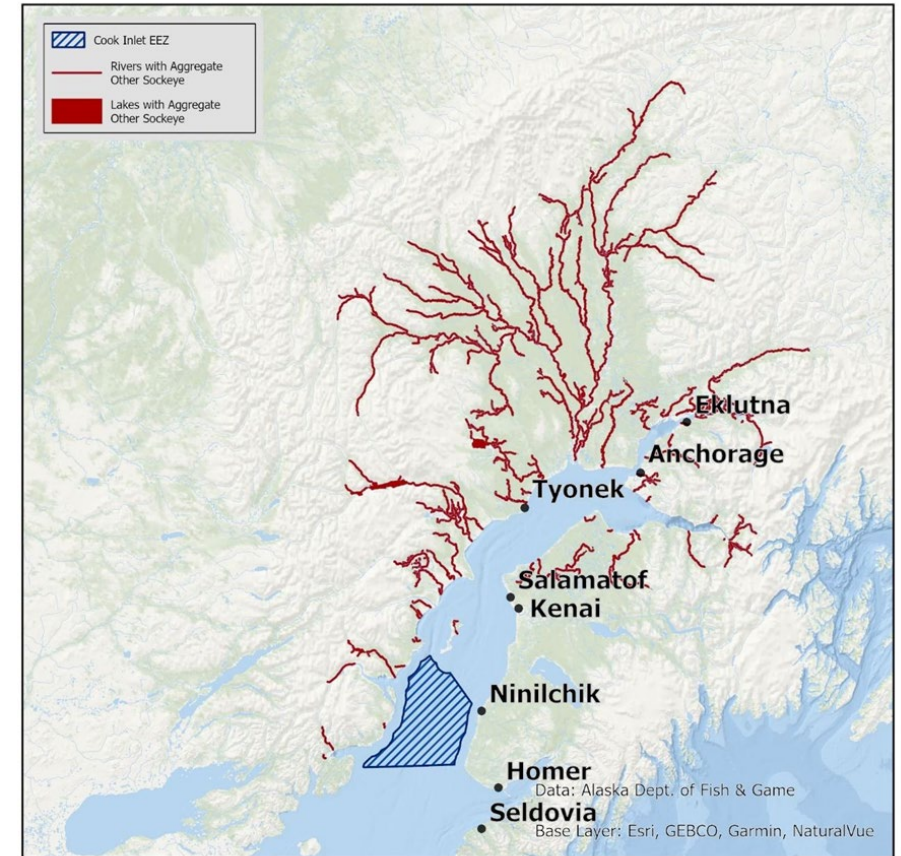 Cook Inlet EEZ
Rivers with Aggregate
Other Sockeye
Lakes with Aggregate
Other Sockeye
Eklutna
Anchorage
Tyonek
Salamatof
Kenai
Ninilchik
Homer
Data: Alaska Dept. of Fish & Game
Seldovia
Base Layer: Esri, GEBCO, Garmin, NaturalVue